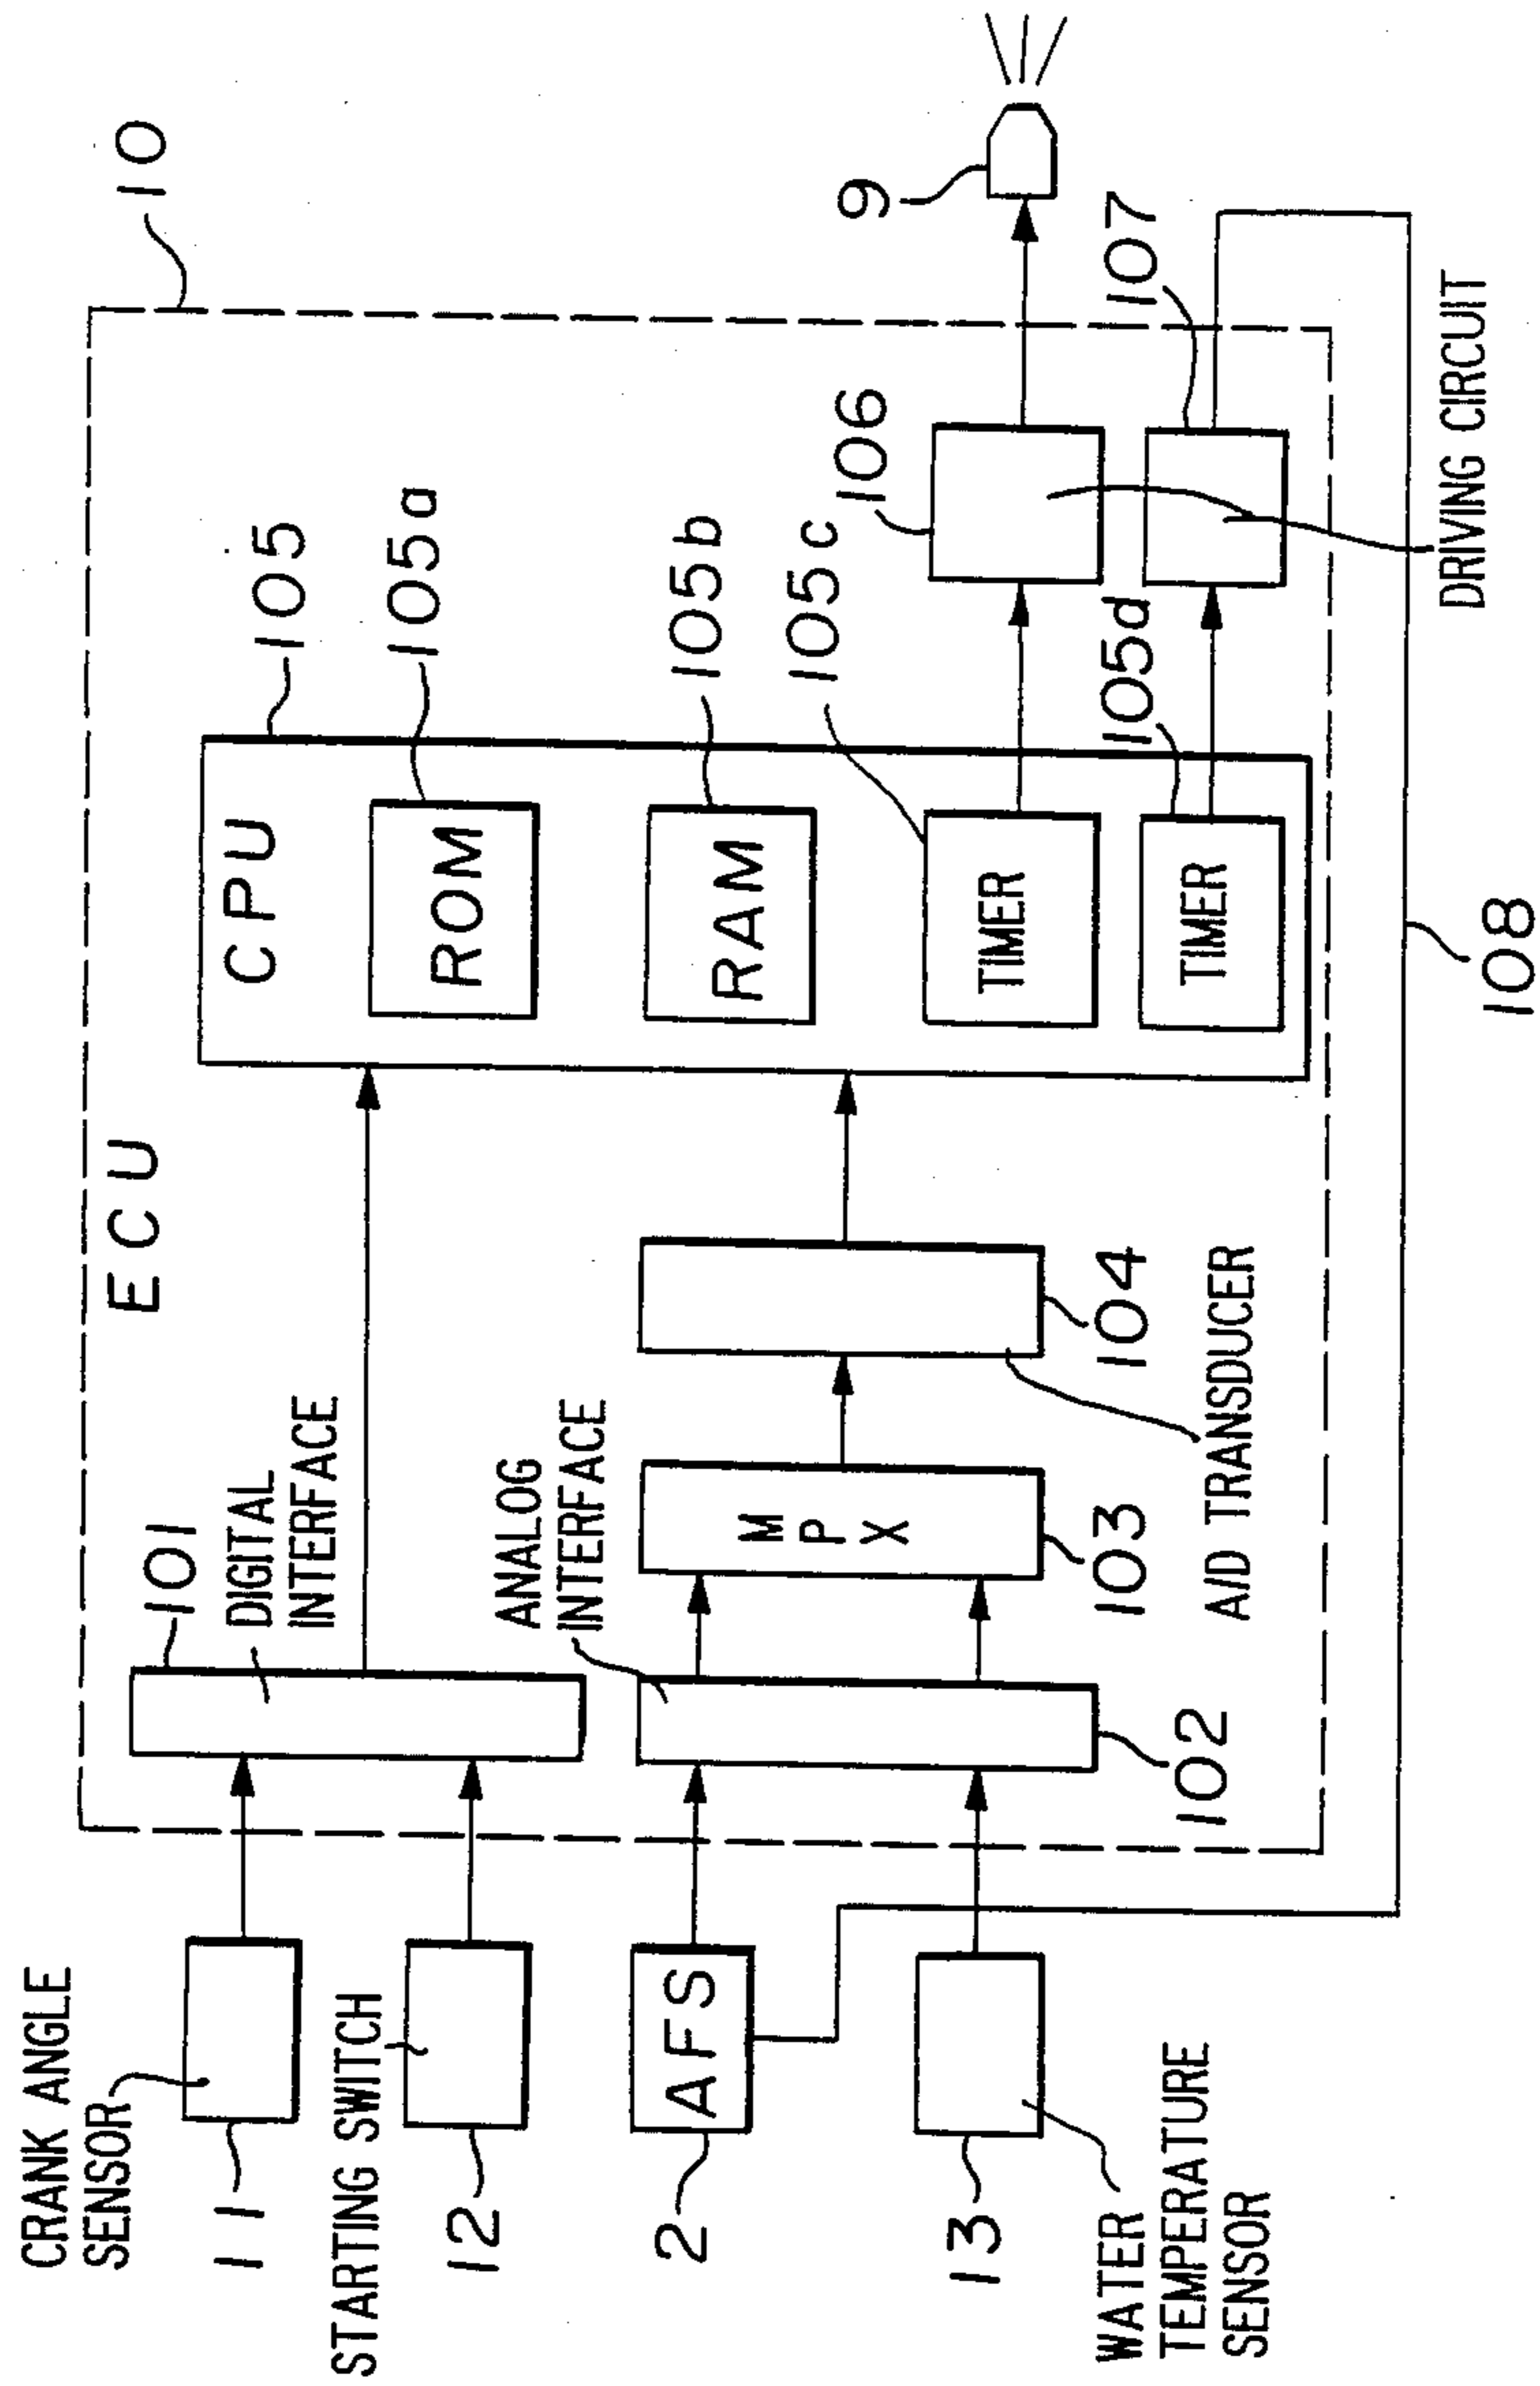 10
ECU
CRANK ANGLE
SENSOR
11
101
DIGITAL
INTERFACE
CPU
105
ROM
105a
STARTING SWITCH
12
ANALOG
INTERFACE
RAM
105b
105c
AFS
2
102
MPX
103
104
A/D TRANSDUCER
TIMER
106
9
WATER
TEMPERATURE
SENSOR
13
TIMER
105d
107
DRIVING CIRCUIT
108